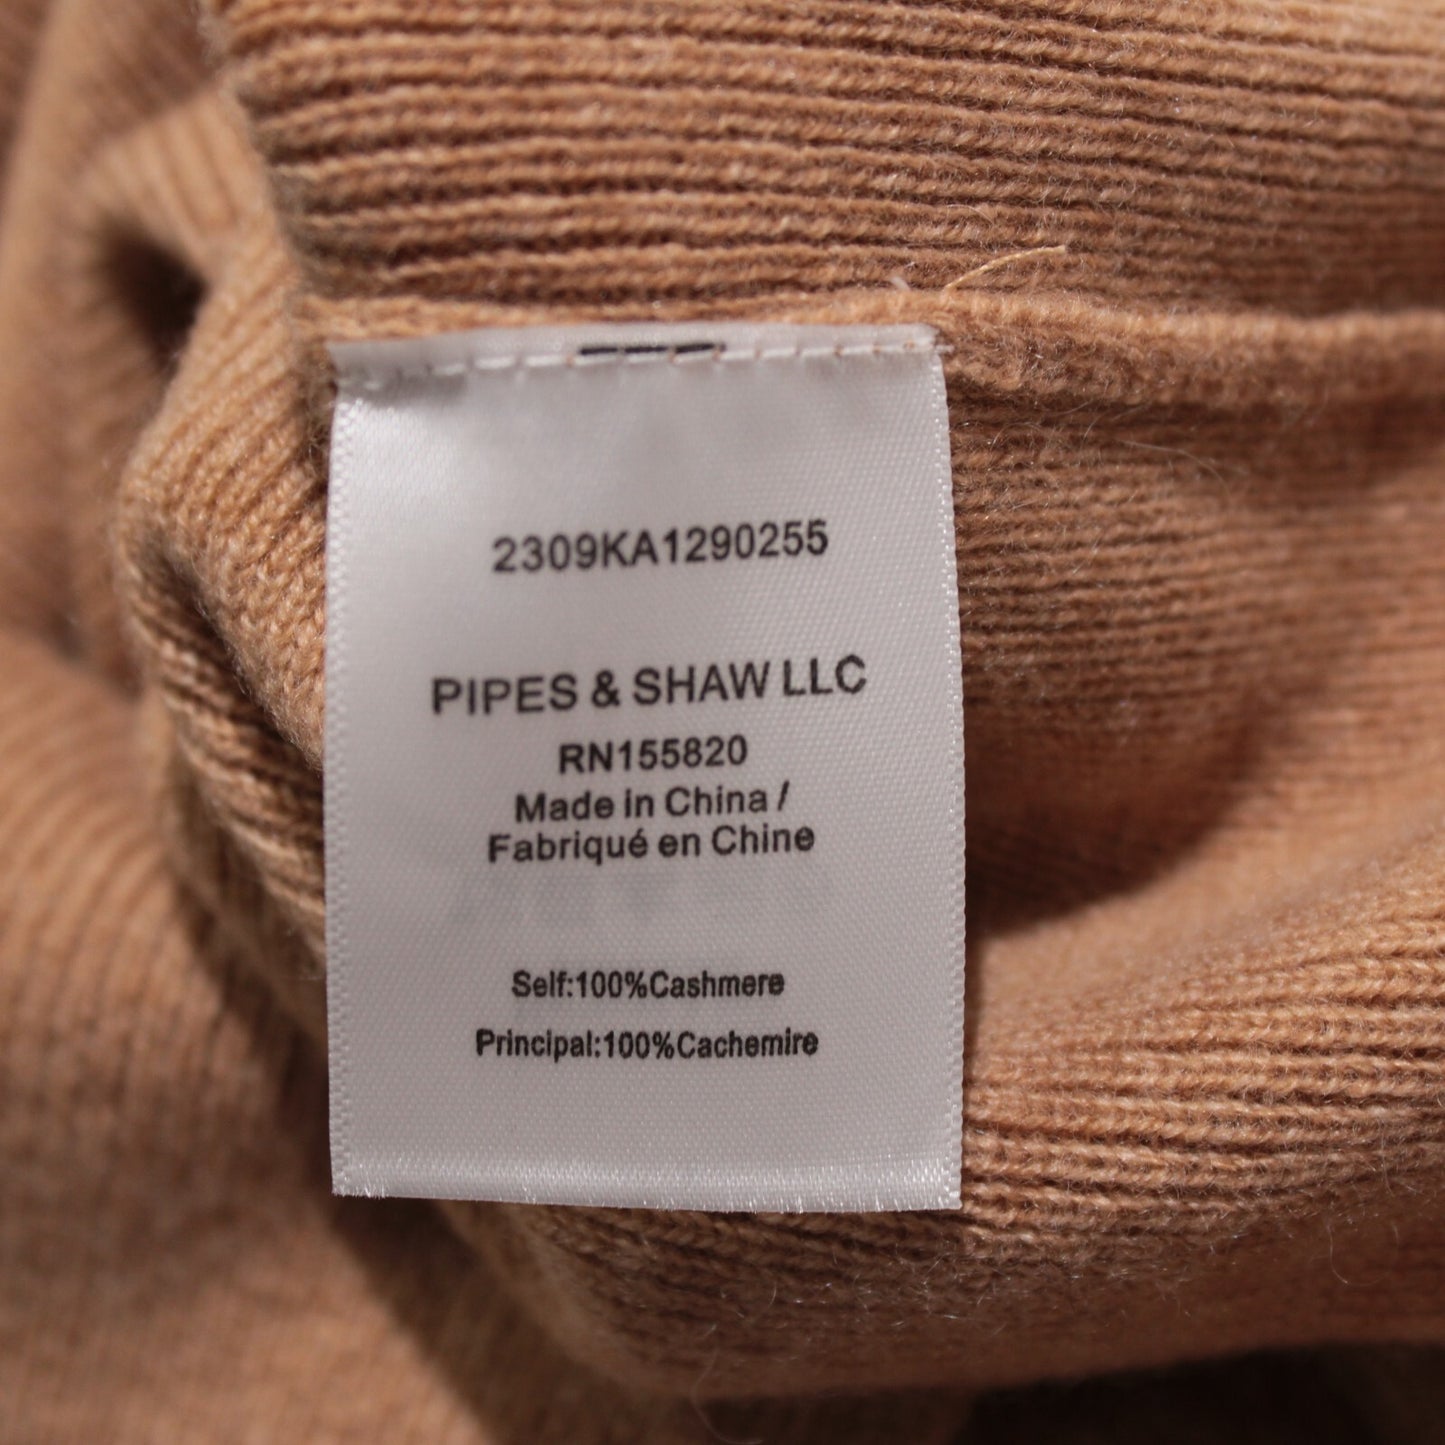 2309KA1290255
PIPES & SHAW LLC
RN155820
Made in China /
Fabriqué en Chine
Self:100%Cashmere
Principal:100%Cachemire